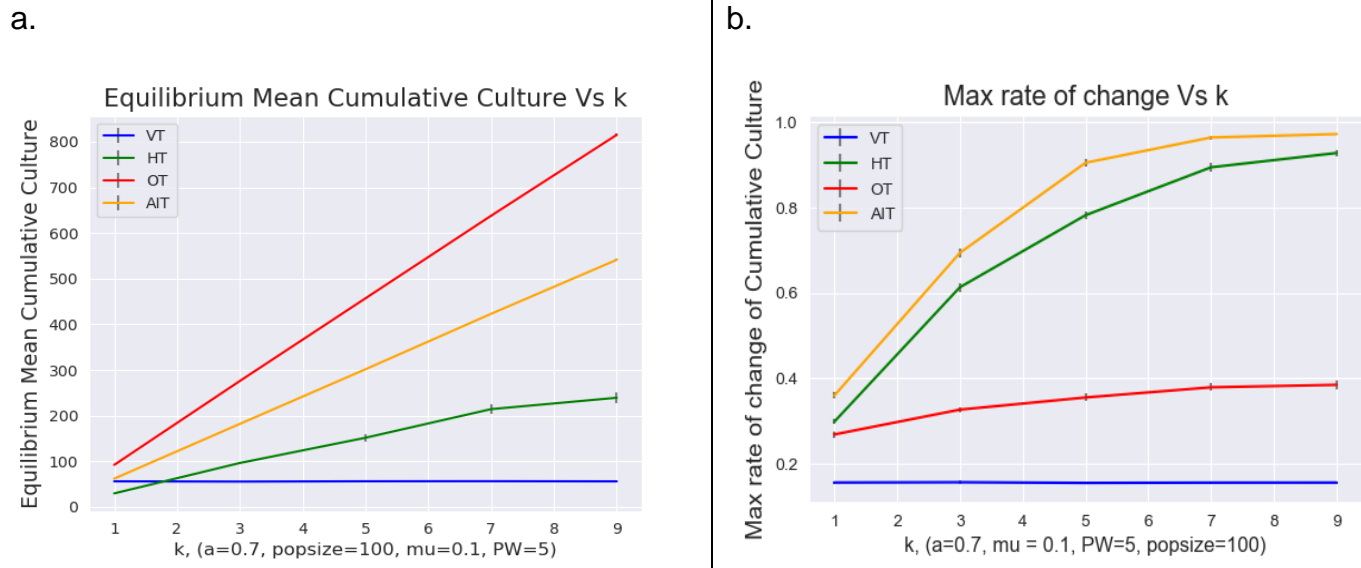 a.
Equilibrium Mean Cumulative Culture Vs k
Equilibrium Mean Cumulative Culture
800
700
600
500
400
300
200
100
0
VT
HT
OT
AIT
1 2 3 4 5 6 7 8 9
k, (a=0.7, popsize=100, mu=0.1, PW=5)
b.
Max rate of change Vs k
Max rate of change of Cumulative Culture
1.0
0.8
0.6
0.4
0.2
VT
HT
OT
AIT
1 2 3 4 5 6 7 8 9
k, (a=0.7, mu = 0.1, PW=5, popsize=100)